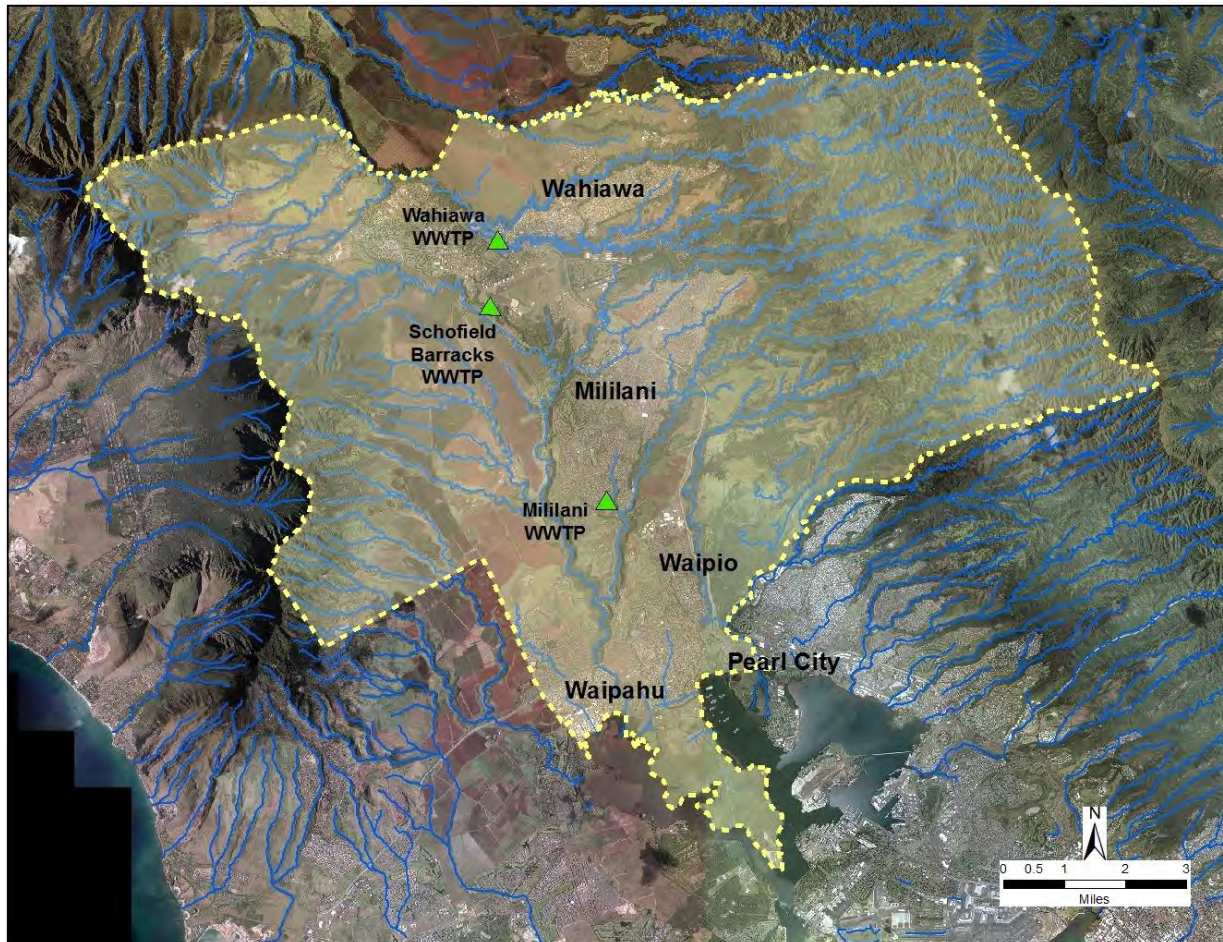 Wahiawa
Wahiawa
WWTP
Schofield
Barracks
WWTP
Mililani
Mililani
WWTP
Waipio
Pearl City
Waipahu
N
0 0.5 1 2 3
Miles